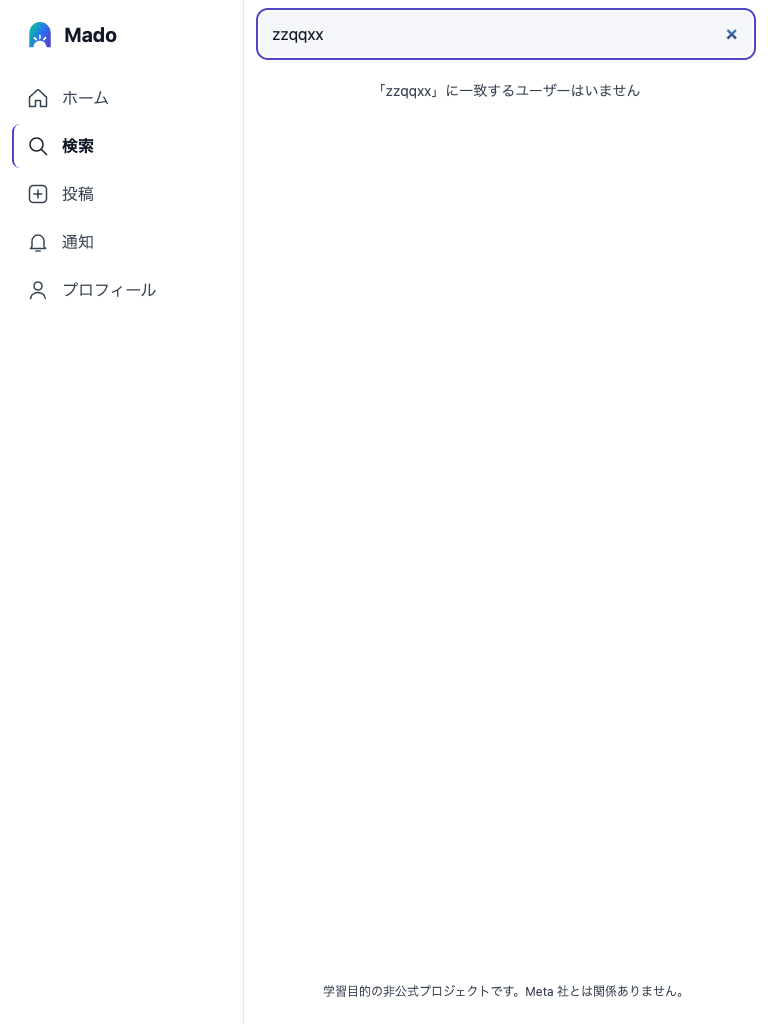 Mado
ホーム
検索
投稿
通知
プロフィール
zzqqxx
「zzqqxx」に一致するユーザーはいません
学習目的の非公式プロジェクトです。Meta 社とは関係ありません。